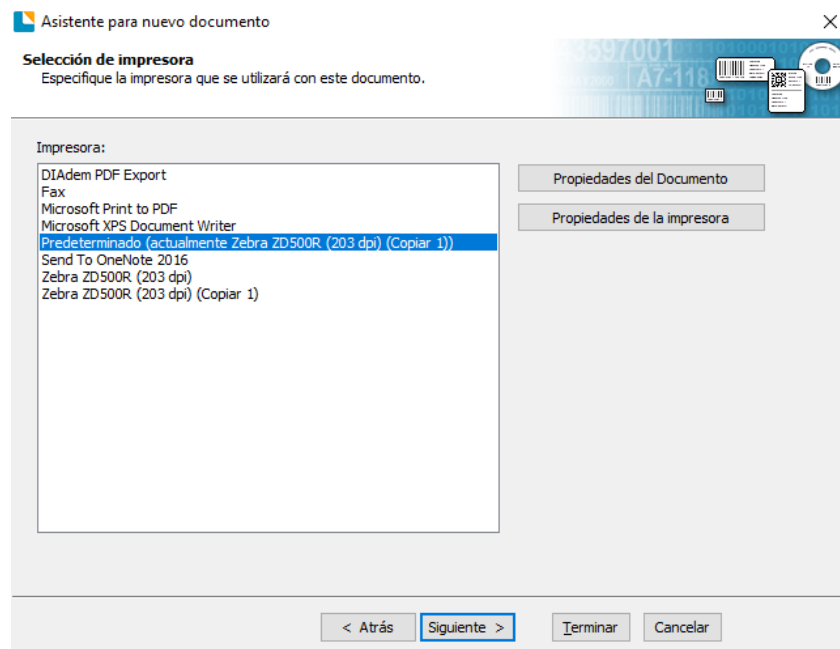 Asistente para nuevo documento
Selección de impresora
Especifique la impresora que se utilizará con este documento.
3597001
A7-118
Impresora:
DIAdem PDF Export
Fax
Microsoft Print to PDF
Microsoft XPS Document Writer
Predeterminado (actualmente Zebra ZD500R (203 dpi) (Copiar 1))
Send To OneNote 2016
Zebra ZD500R (203 dpi)
Zebra ZD500R (203 dpi) (Copiar 1)
Propiedades del Documento
Propiedades de la impresora
< Atrás
Siguiente >
Terminar
Cancelar